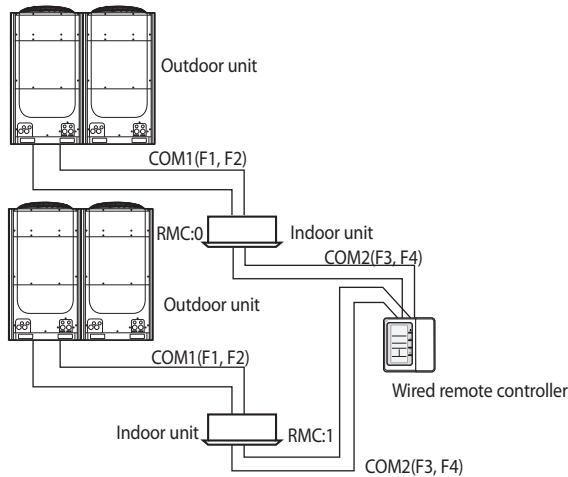 Outdoor unit
COM1(F1, F2)
RMC:0
Indoor unit
COM2(F3, F4)
Outdoor unit
COM1(F1, F2)
Wired remote controller
Indoor unit
RMC:1
COM2(F3, F4)